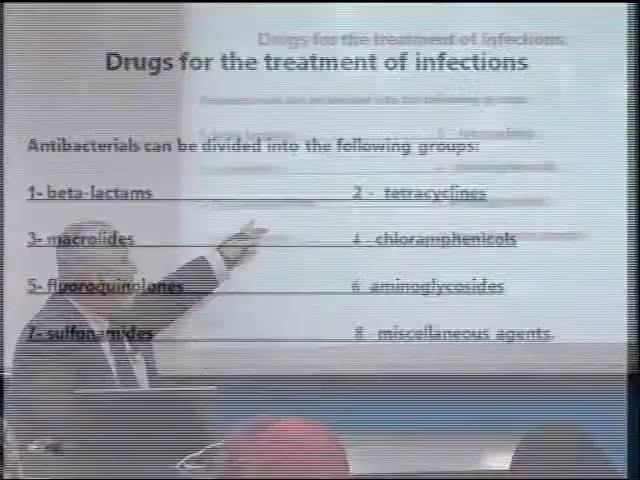 Drugs for the treatment of infections
Drugs for the treatment of infections
Antibacterials can be divided into the following groups:
1- beta-lactams 2 - tetracyclines
3- macrolides 4 - chloramphenicols
5- fluoroquinolones 6 aminoglycosides
7- sulfonamides 8 miscellaneous agents